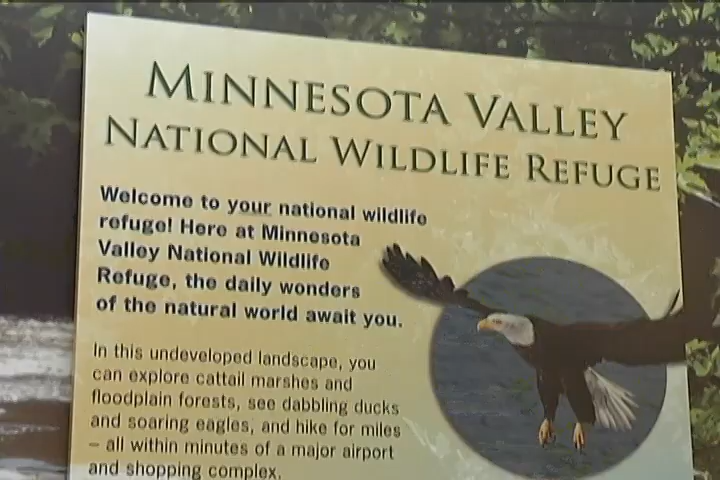 MINNESOTA VALLEY
NATIONAL WILDLIFE REFUGE
Welcome to your national wildlife
refuge! Here at Minnesota
Valley National Wildlife
Refuge, the daily wonders
of the natural world await you.
In this undeveloped landscape, you
can explore cattail marshes and
floodplain forests, see dabbling ducks
and soaring eagles, and hike for miles
– all within minutes of a major airport
and shopping complex.